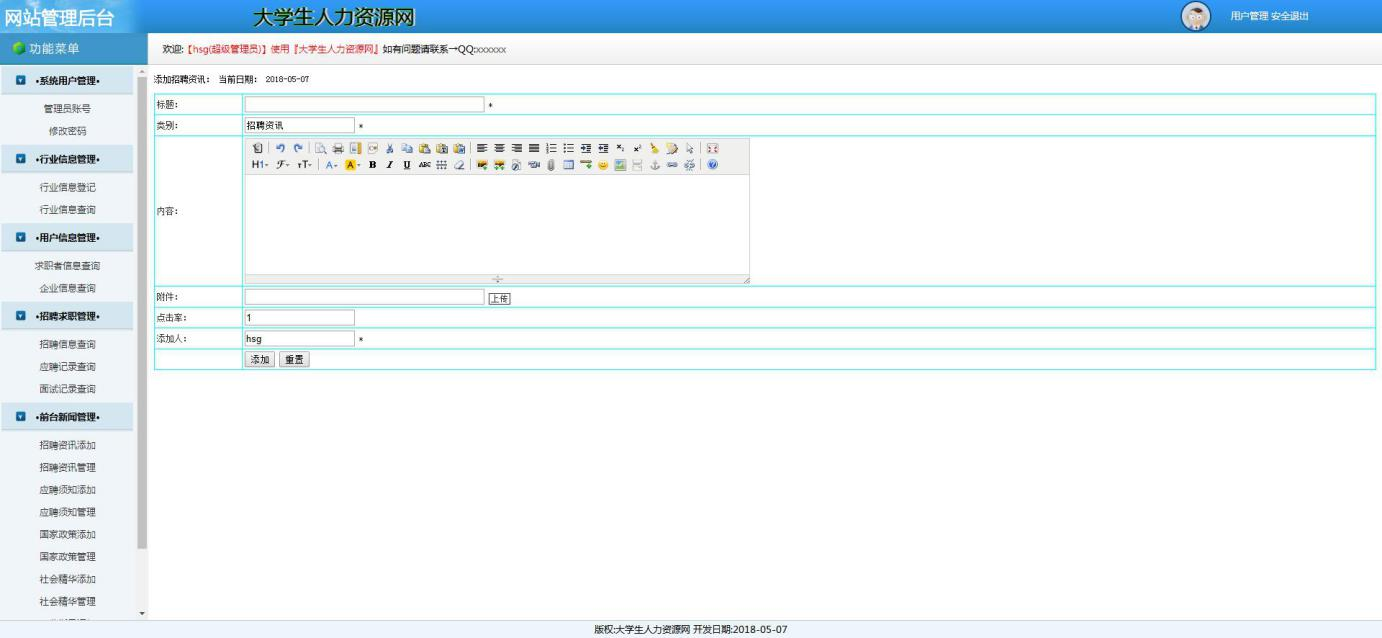 网站管理后台
大学生人力资源网
用户管理 安全退出
功能菜单
欢迎:【hsg(超级管理员)】使用『大学生人力资源网』如有问题请联系→QQ:xxxxxx
•系统用户管理•
管理员账号
修改密码
•行业信息管理•
行业信息登记
行业信息查询
•用户信息管理•
求职者信息查询
企业信息查询
•招聘求职管理•
招聘信息查询
应聘记录查询
面试记录查询
•前台新闻管理•
招聘资讯添加
招聘资讯管理
应聘须知添加
应聘须知管理
国家政策添加
国家政策管理
社会精华添加
社会精华管理
添加招聘资讯: 当前日期: 2018-05-07
标题: *
类别: 招聘资讯 *
H1 F TT A A B I U ABC
内容:
附件: 上传
点击率: 1
添加人: hsg *
添加 重置
版权:大学生人力资源网 开发日期:2018-05-07